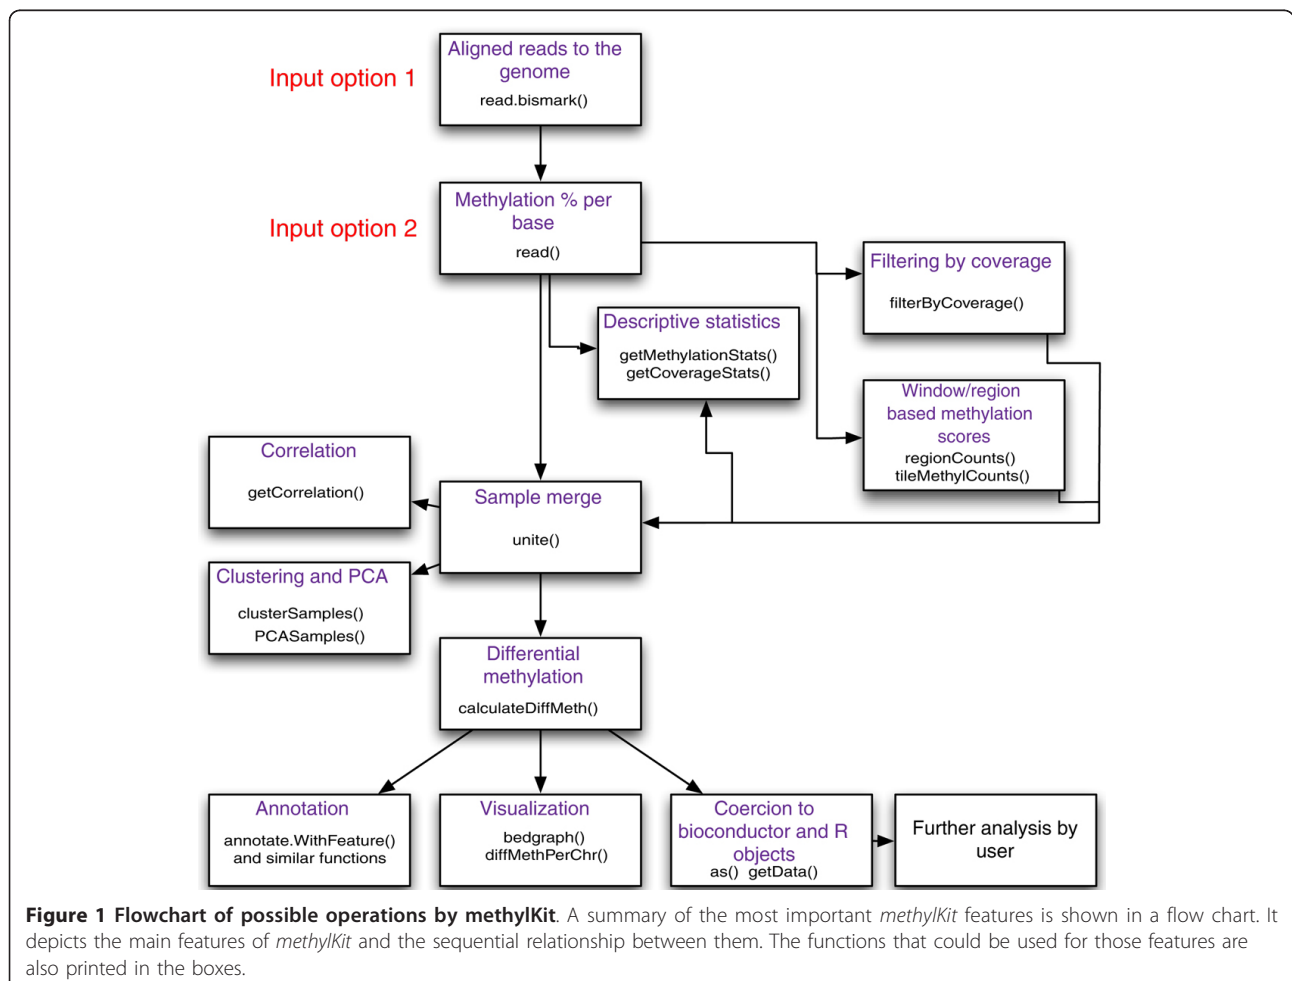 Aligned reads to the
genome
read.bismark()
Input option 1
Methylation % per
base
read()
Input option 2
Filtering by coverage
filterByCoverage()
Descriptive statistics
getMethylationStats()
getCoverageStats()
Window/region
based methylation
scores
regionCounts()
tileMethylCounts()
Correlation
getCorrelation()
Sample merge
unite()
Clustering and PCA
clusterSamples()
PCASamples()
Differential
methylation
calculateDiffMeth()
Annotation
annotate.WithFeature()
and similar functions
Visualization
bedgraph()
diffMethPerChr()
Coercion to
bioconductor and R
objects
as() getData()
Further analysis by
user
Figure 1 Flowchart of possible operations by methylKit. A summary of the most important methylKit features is shown in a flow chart. It
depicts the main features of methylKit and the sequential relationship between them. The functions that could be used for those features are
also printed in the boxes.